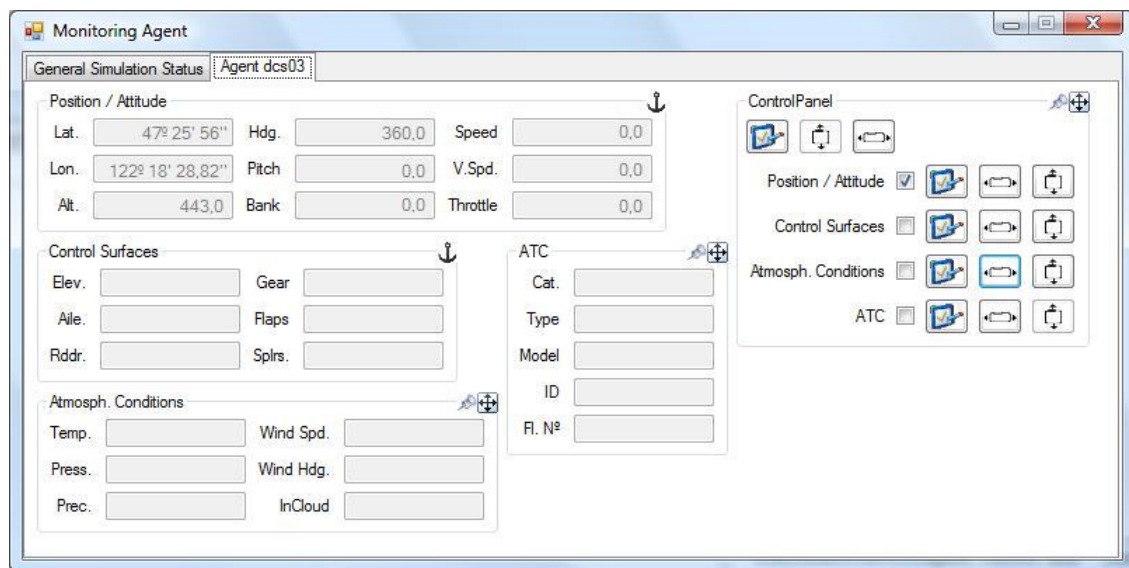 Monitoring Agent
General Simulation Status Agent dcs03
Position / Attitude
Lat. 47º 25' 56'' Hdg. 360,0 Speed 0,0
Lon. 122º 18' 28,82'' Pitch 0,0 V.Spd. 0,0
Alt. 443,0 Bank 0,0 Throttle 0,0
Control Surfaces
Elev. Gear
Aile. Flaps
Rddr. Splrs.
Atmosph. Conditions
Temp. Wind Spd.
Press. Wind Hdg.
Prec. InCloud
ATC
Cat.
Type
Model
ID
Fl. Nº
ControlPanel
Position / Attitude
Control Surfaces
Atmosph. Conditions
ATC